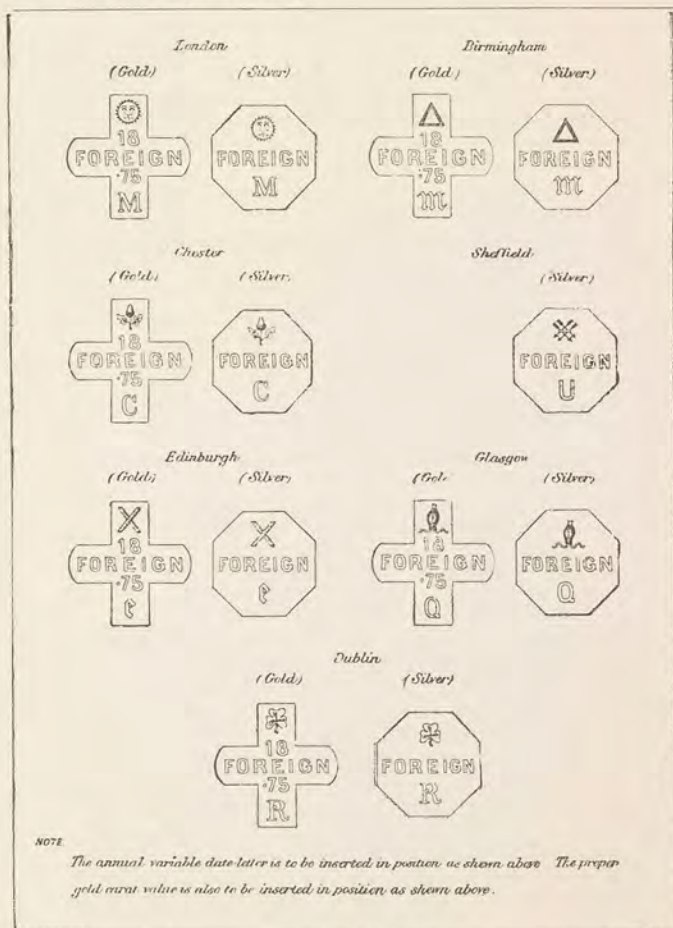 London Birmingham
(Gold) (Silver) (Gold) (Silver)
18
FOREIGN
.75
M
FOREIGN
M
18
FOREIGN
.75
m
FOREIGN
m
Chester Sheffield
(Gold) (Silver. (Silver)
18
FOREIGN
.75
C
FOREIGN
C
FOREIGN
U
Edinburgh Glasgow
(Gold) (Silver) (Gol (Silver)
18
FOREIGN
.75
e
FOREIGN
e
18
FOREIGN
.75
Q
FOREIGN
Q
Dublin
(Gold) (Silver)
18
FOREIGN
.75
R
FOREIGN
R
NOTE
The annual variable date letter is to be inserted in position as shewn above The proper
gold carat value is also to be inserted in position as shewn above.